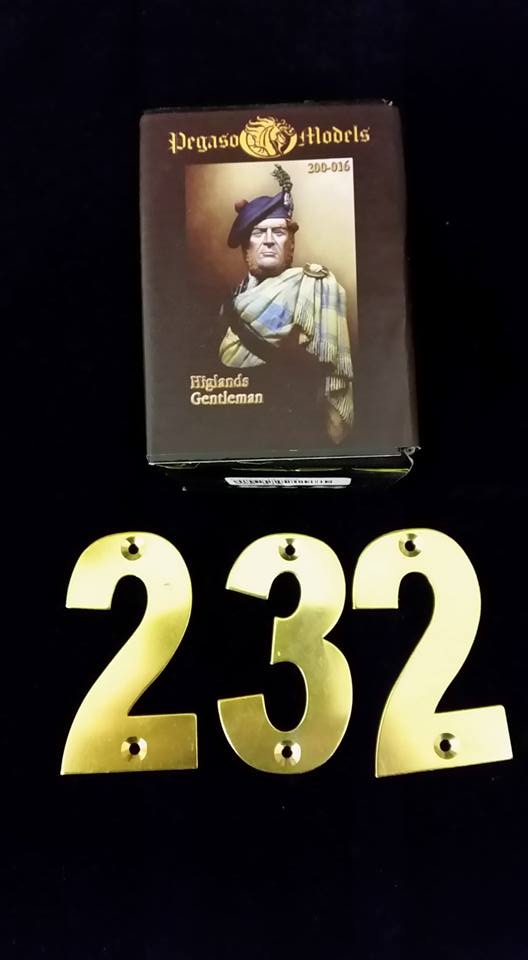 Pegaso Models
200-016
Higlands
Gentleman
232